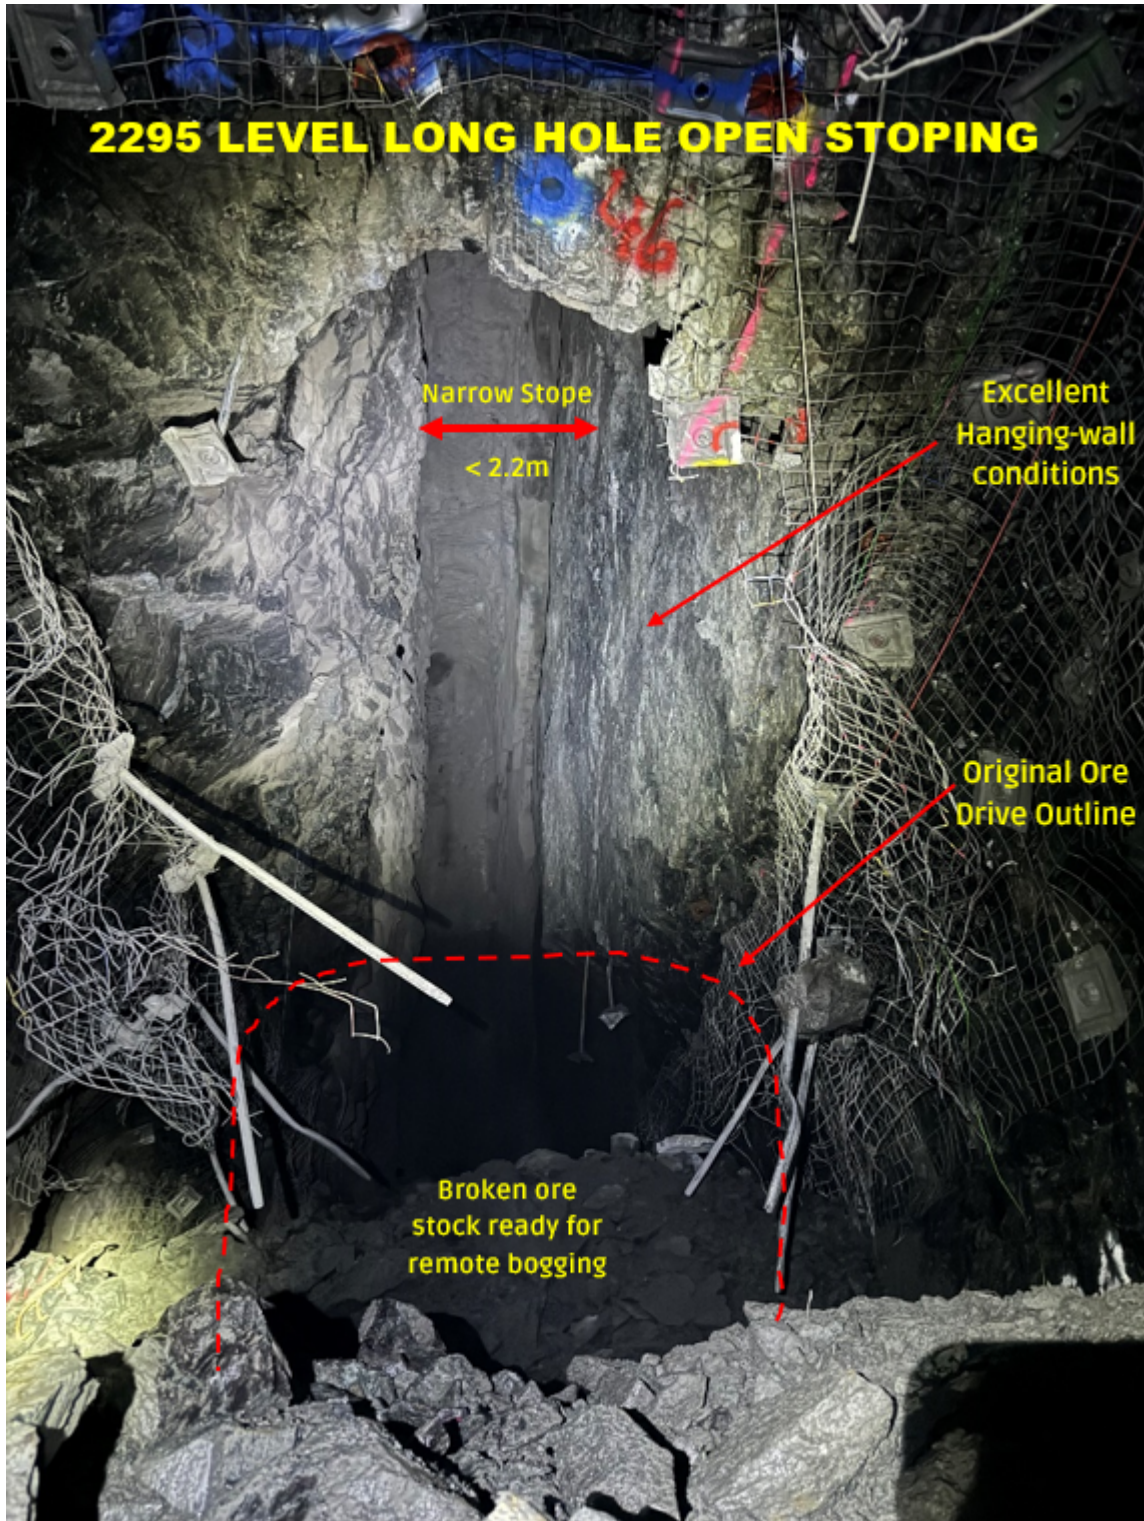 2295 LEVEL LONG HOLE OPEN STOPING
46
Narrow Stope
< 2.2m
Excellent
Hanging-wall
conditions
Original Ore
Drive Outline
Broken ore
stock ready for
remote bogging